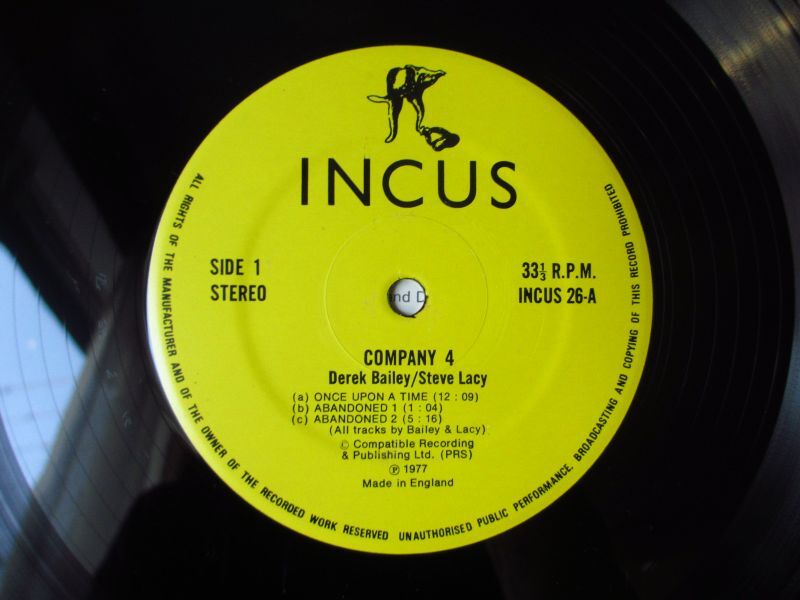 INCUS
SIDE 1
STEREO
33⅓ R.P.M.
INCUS 26-A
nd D
COMPANY 4
Derek Bailey/Steve Lacy
(a) ONCE UPON A TIME (12 : 09)
(b) ABANDONED 1 (1 : 04)
(c) ABANDONED 2 (5 : 16)
(All tracks by Bailey & Lacy)
© Compatible Recording
& Publishing Ltd. (PRS)
℗ 1977
Made in England
ALL RIGHTS OF THE MANUFACTURER AND OF THE OWNER OF THE RECORDED WORK RESERVED UNAUTHORISED PUBLIC PERFORMANCE, BROADCASTING AND COPYING OF THIS RECORD PROHIBITED